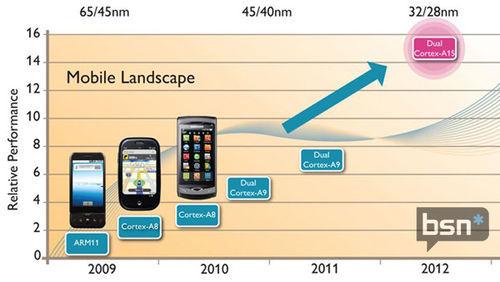 65/45nm
45/40nm
32/28nm
Relative Performance
16
14
12
10
8
6
4
2
0
Mobile Landscape
ARM11
Cortex-A8
Cortex-A8
Dual
Cortex-A9
Dual
Cortex-A9
Dual
Cortex-A15
bsn*
2009
2010
2011
2012